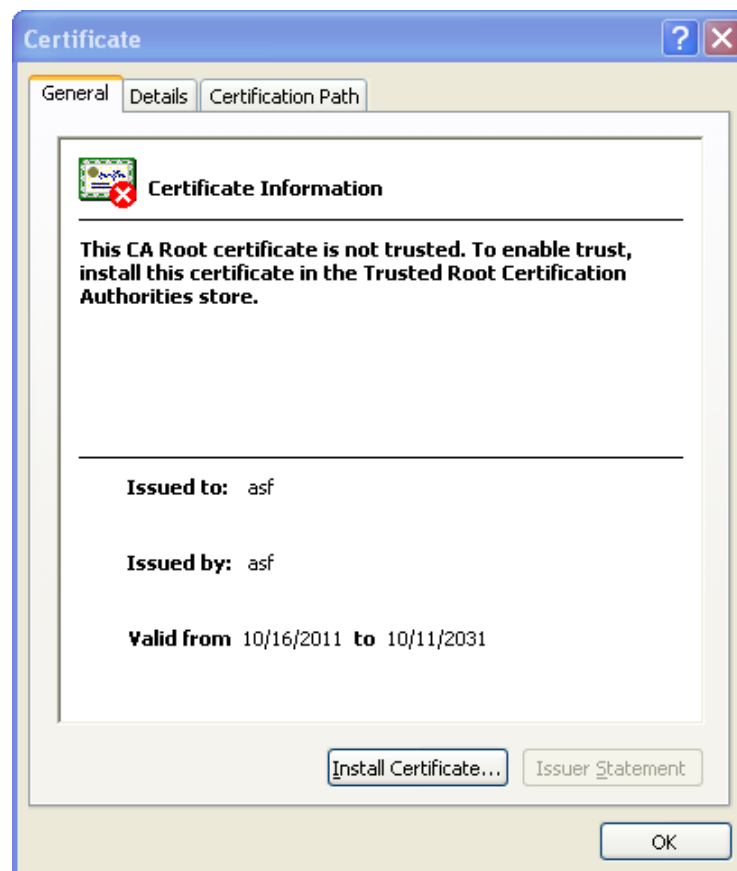 Certificate
General Details Certification Path
Certificate Information
This CA Root certificate is not trusted. To enable trust,
install this certificate in the Trusted Root Certification
Authorities store.
Issued to: asf
Issued by: asf
Valid from 10/16/2011 to 10/11/2031
Install Certificate... Issuer Statement
OK